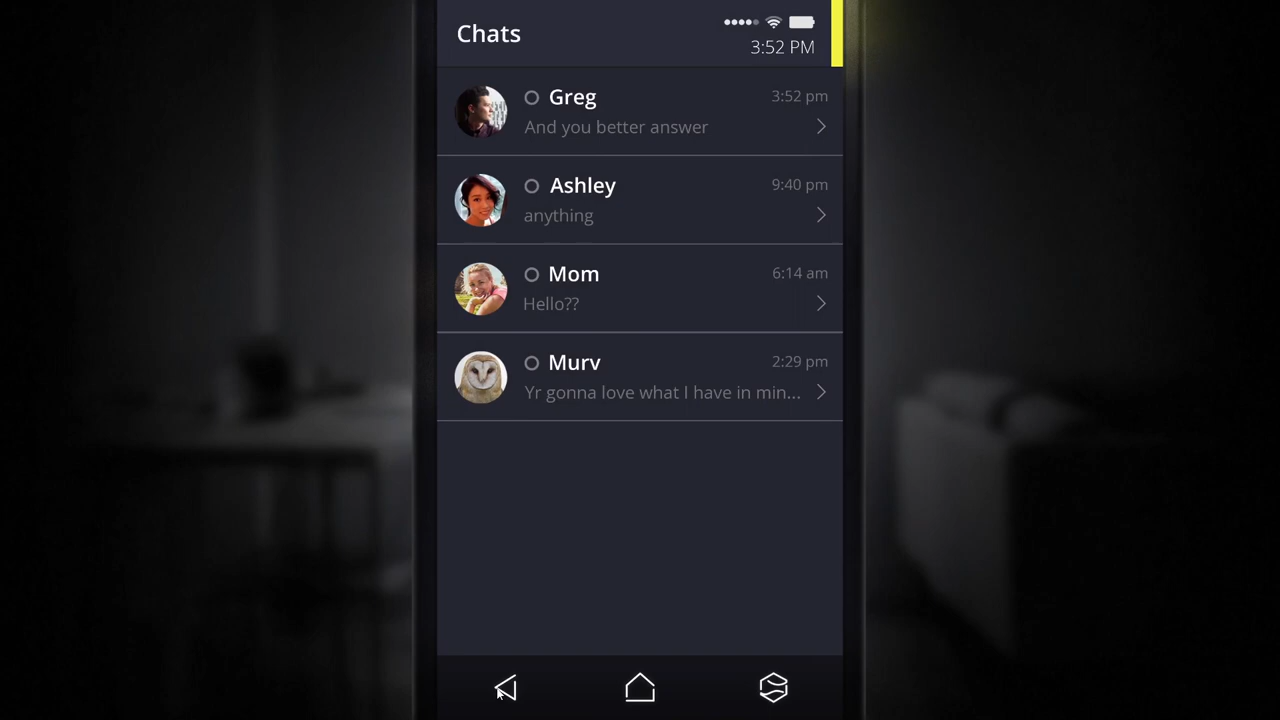 Chats
3:52 PM
Greg 3:52 pm
And you better answer
Ashley 9:40 pm
anything
Mom 6:14 am
Hello??
Murv 2:29 pm
Yr gonna love what I have in min...